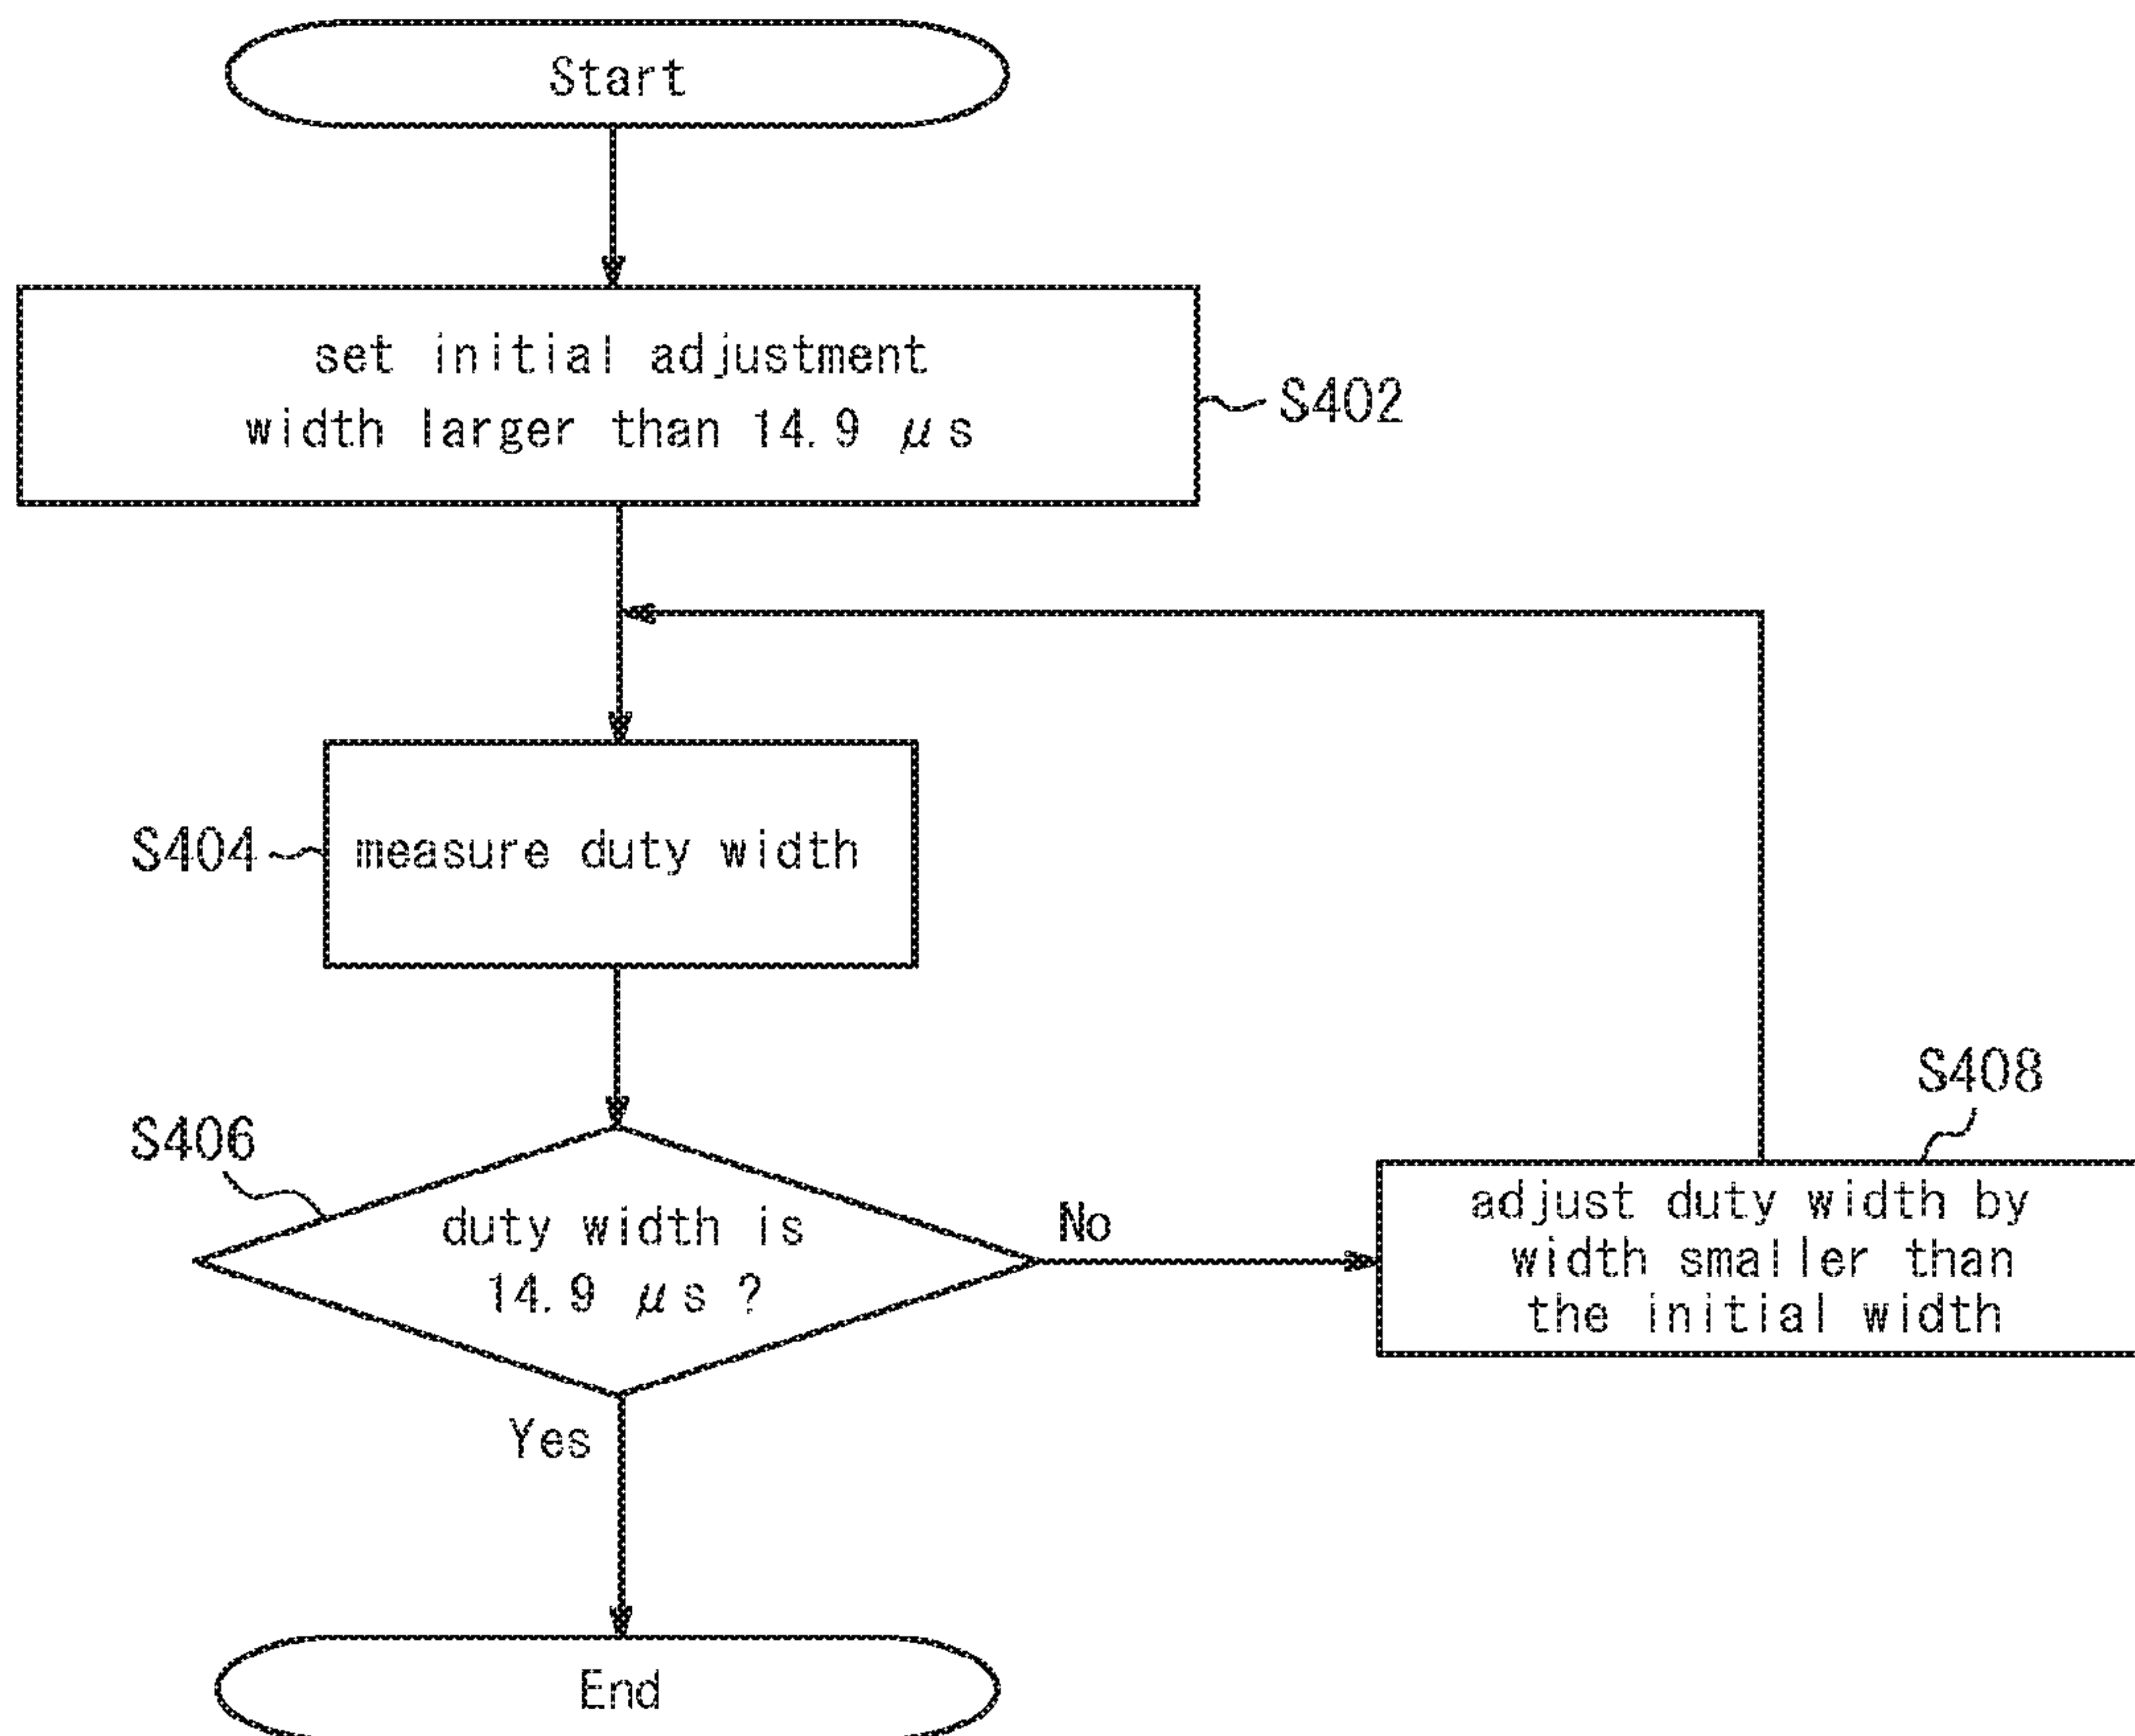 Start
set initial adjustment
width larger than 14.9 μs
S402
S404
measure duty width
S406
duty width is
14.9 μs ?
No
S408
adjust duty width by
width smaller than
the initial width
Yes
End